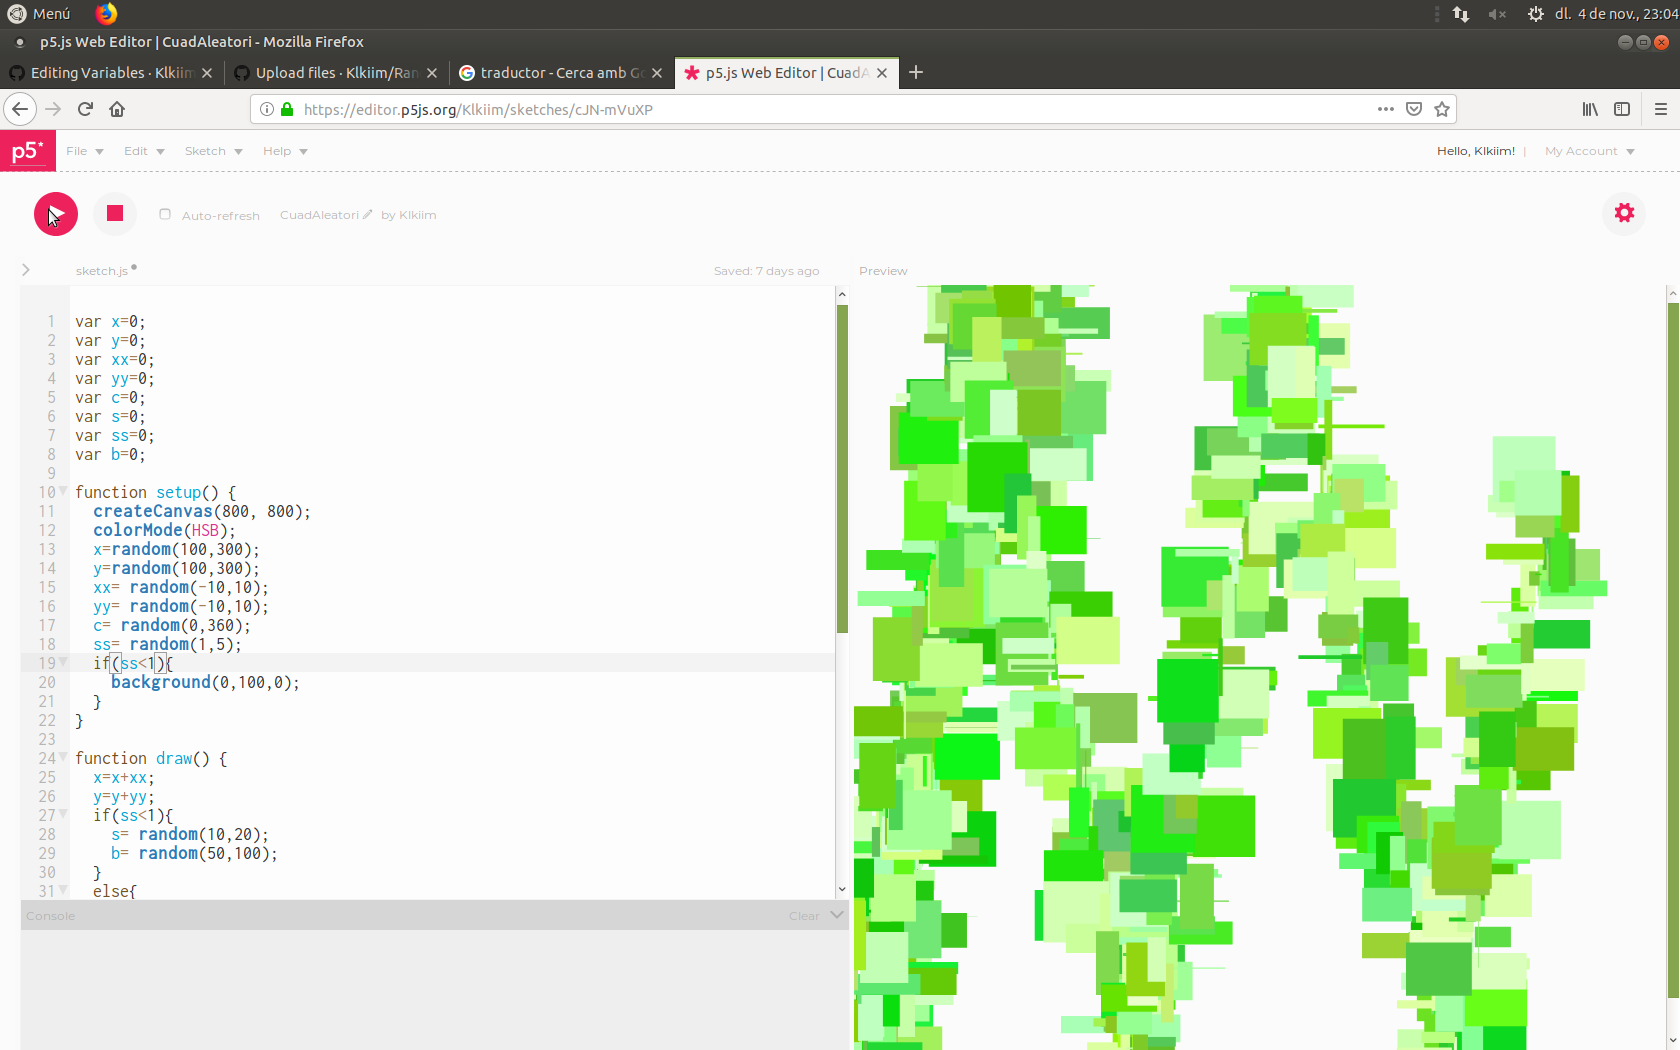 Menú
dl. 4 de nov., 23:04
p5.js Web Editor | CuadAleatori - Mozilla Firefox
Editing Variables · Klkiim
Upload files · Klkiim/Ran
traductor - Cerca amb Go
p5.js Web Editor | CuadA
https://editor.p5js.org/Klkiim/sketches/cJN-mVuXP
p5*
File
Edit
Sketch
Help
Hello, Klkiim! |
My Account
Auto-refresh
CuadAleatori
by Klkiim
sketch.js
Saved: 7 days ago
Preview
1 var x=0;
2 var y=0;
3 var xx=0;
4 var yy=0;
5 var c=0;
6 var s=0;
7 var ss=0;
8 var b=0;
9
10 function setup() {
11 createCanvas(800, 800);
12 colorMode(HSB);
13 x=random(100,300);
14 y=random(100,300);
15 xx= random(-10,10);
16 yy= random(-10,10);
17 c= random(0,360);
18 ss= random(1,5);
19 if(ss<1){
20 background(0,100,0);
21 }
22 }
23
24 function draw() {
25 x=x+xx;
26 y=y+yy;
27 if(ss<1){
28 s= random(10,20);
29 b= random(50,100);
30 }
31 else{
Console
Clear